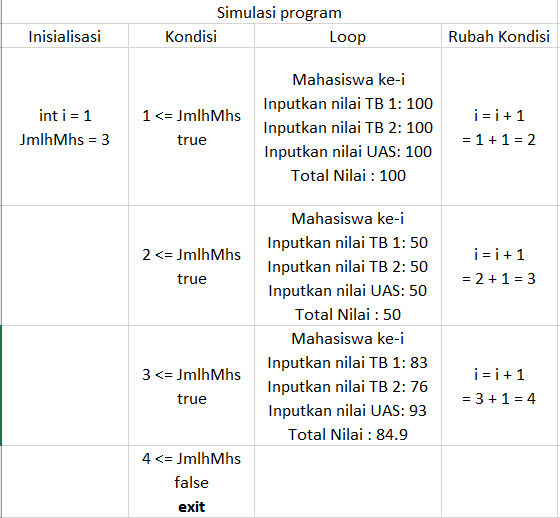 Simulasi program
Inisialisasi Kondisi Loop Rubah Kondisi
int i = 1
JmlhMhs = 3
1 <= JmlhMhs
true
Mahasiswa ke-i
Inputkan nilai TB 1: 100
Inputkan nilai TB 2: 100
Inputkan nilai UAS: 100
Total Nilai : 100
i = i + 1
= 1 + 1 = 2
2 <= JmlhMhs
true
Mahasiswa ke-i
Inputkan nilai TB 1: 50
Inputkan nilai TB 2: 50
Inputkan nilai UAS: 50
Total Nilai : 50
i = i + 1
= 2 + 1 = 3
3 <= JmlhMhs
true
Mahasiswa ke-i
Inputkan nilai TB 1: 83
Inputkan nilai TB 2: 76
Inputkan nilai UAS: 93
Total Nilai : 84.9
i = i + 1
= 3 + 1 = 4
4 <= JmlhMhs
false
exit